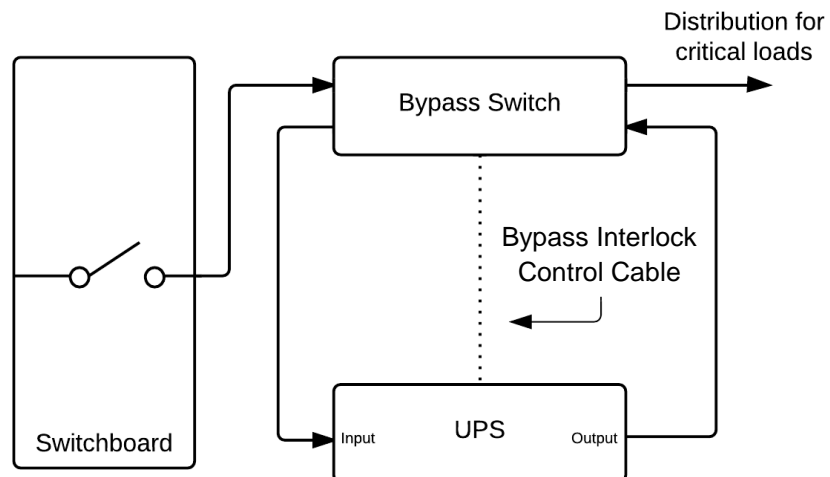 Distribution for
critical loads
Bypass Switch
Bypass Interlock
Control Cable
Switchboard
Input
UPS
Output